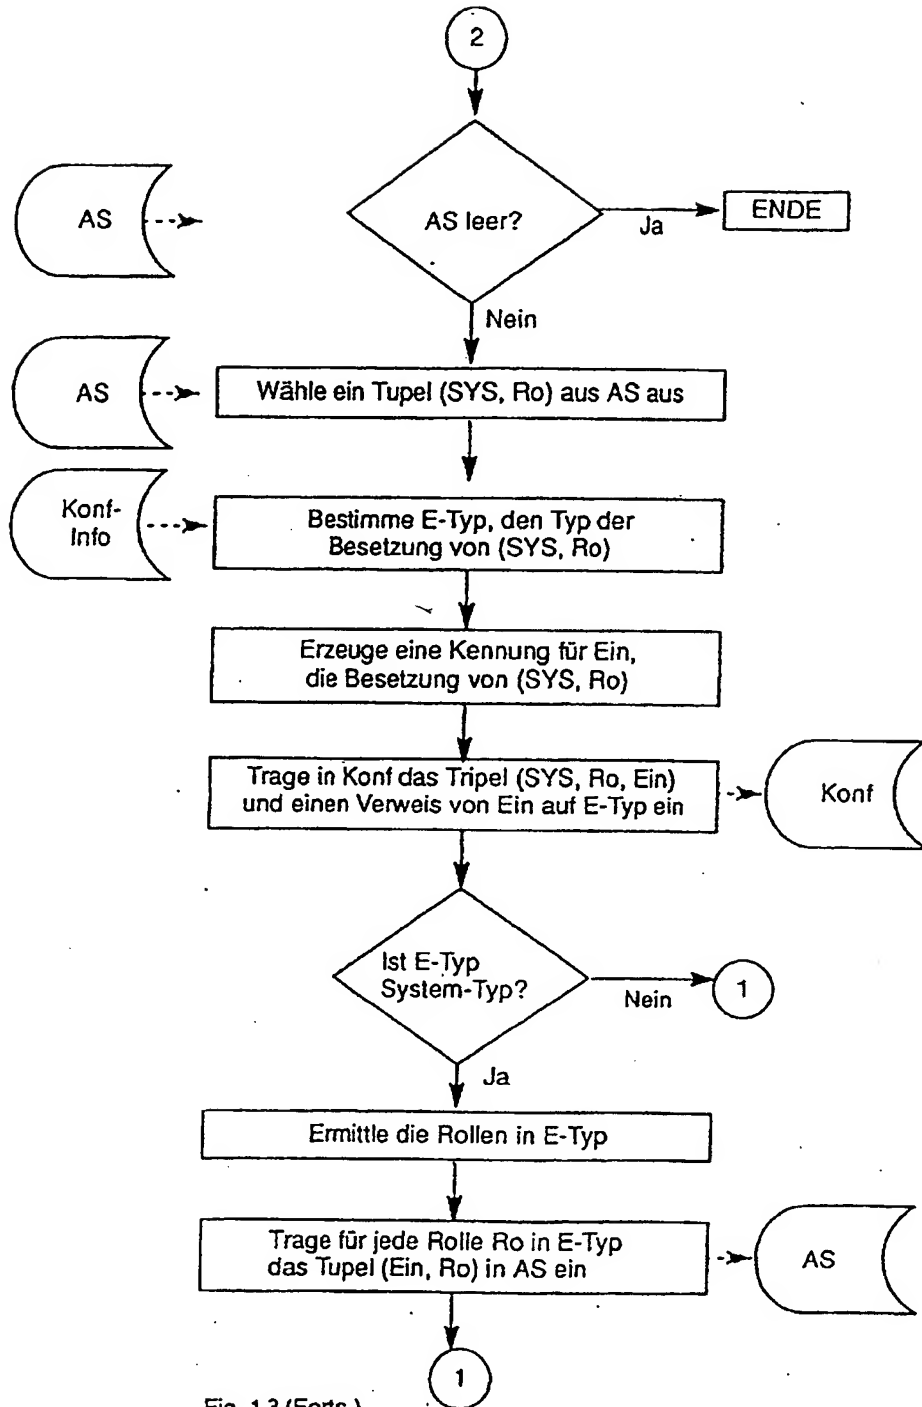 2
AS
AS leer?
Ja
ENDE
Nein
AS
Wähle ein Tupel (SYS, Ro) aus AS aus
Konf-
Info
Bestimme E-Typ, den Typ der
Besetzung von (SYS, Ro)
Erzeuge eine Kennung für Ein,
die Besetzung von (SYS, Ro)
Trage in Konf das Tripel (SYS, Ro, Ein)
und einen Verweis von Ein auf E-Typ ein
Konf
Ist E-Typ
System-Typ?
Nein
1
Ja
Ermittle die Rollen in E-Typ
Trage für jede Rolle Ro in E-Typ
das Tupel (Ein, Ro) in AS ein
AS
1
Fig. 1.3 (Forts.)